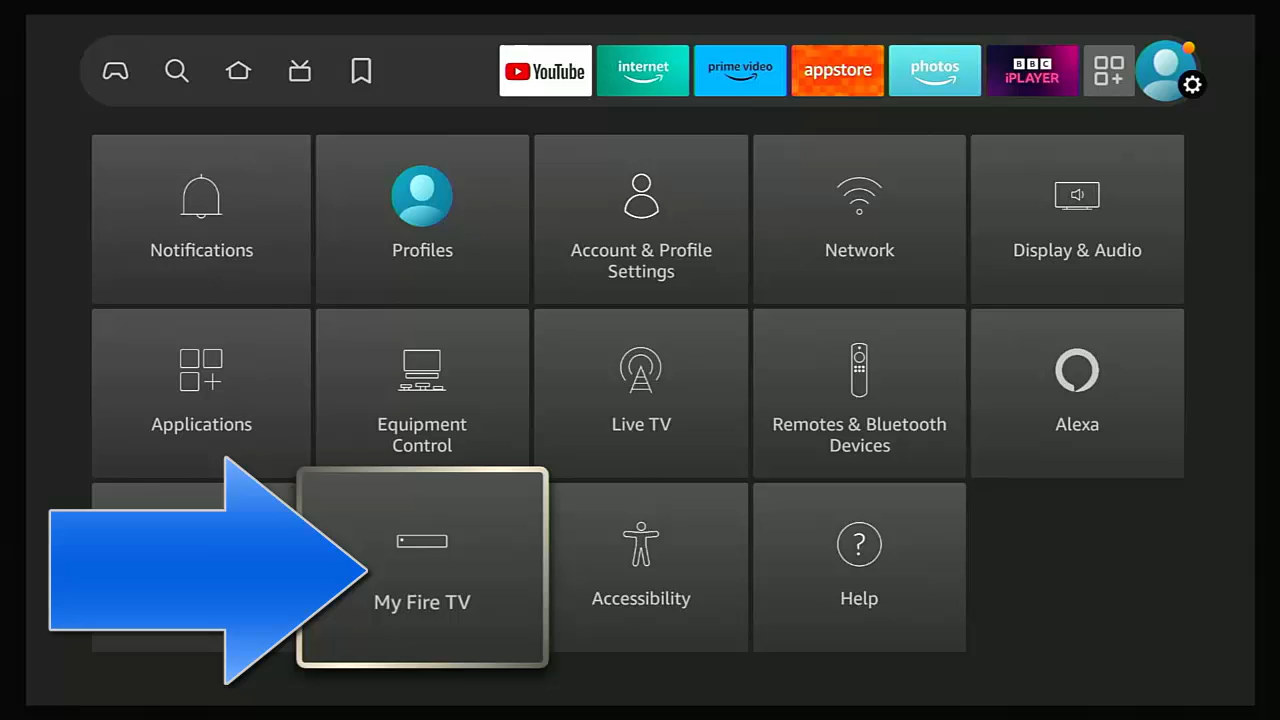 YouTube
internet
prime video
appstore
photos
BBC
iPLAYER
Notifications
Profiles
Account & Profile
Settings
Network
Display & Audio
Applications
Equipment
Control
Live TV
Remotes & Bluetooth
Devices
Alexa
My Fire TV
Accessibility
?
Help